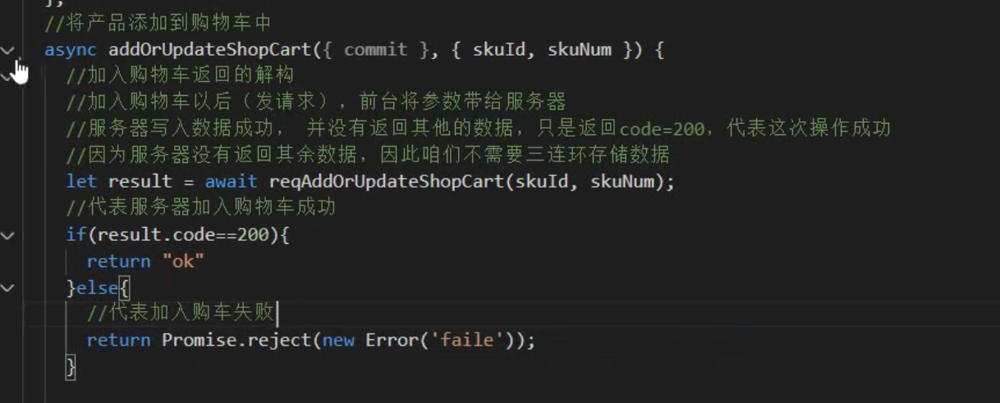 };
//将产品添加到购物车中
async addOrUpdateShopCart({ commit }, { skuId, skuNum }) {
//加入购物车返回的解构
//加入购物车以后（发请求），前台将参数带给服务器
//服务器写入数据成功， 并没有返回其他的数据，只是返回code=200，代表这次操作成功
//因为服务器没有返回其余数据，因此咱们不需要三连环存储数据
let result = await reqAddOrUpdateShopCart(skuId, skuNum);
//代表服务器加入购物车成功
if(result.code==200){
return "ok"
}else{
//代表加入购车失败
return Promise.reject(new Error('faile'));
}